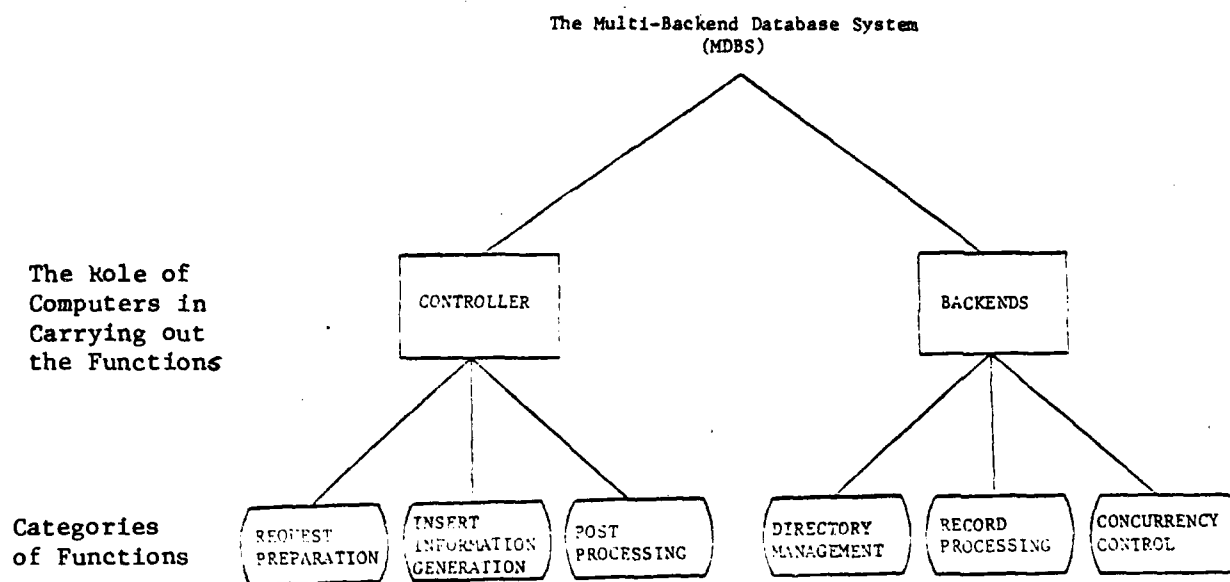 The Multi-Backend Database System
(MDBS)
The Role of
Computers in
Carrying out
the Functions
CONTROLLER
BACKENDS
Categories
of Functions
REQUEST
PREPARATION
INSERT
INFORMATION
GENERATION
POST
PROCESSING
DIRECTORY
MANAGEMENT
RECORD
PROCESSING
CONCURRENCY
CONTROL